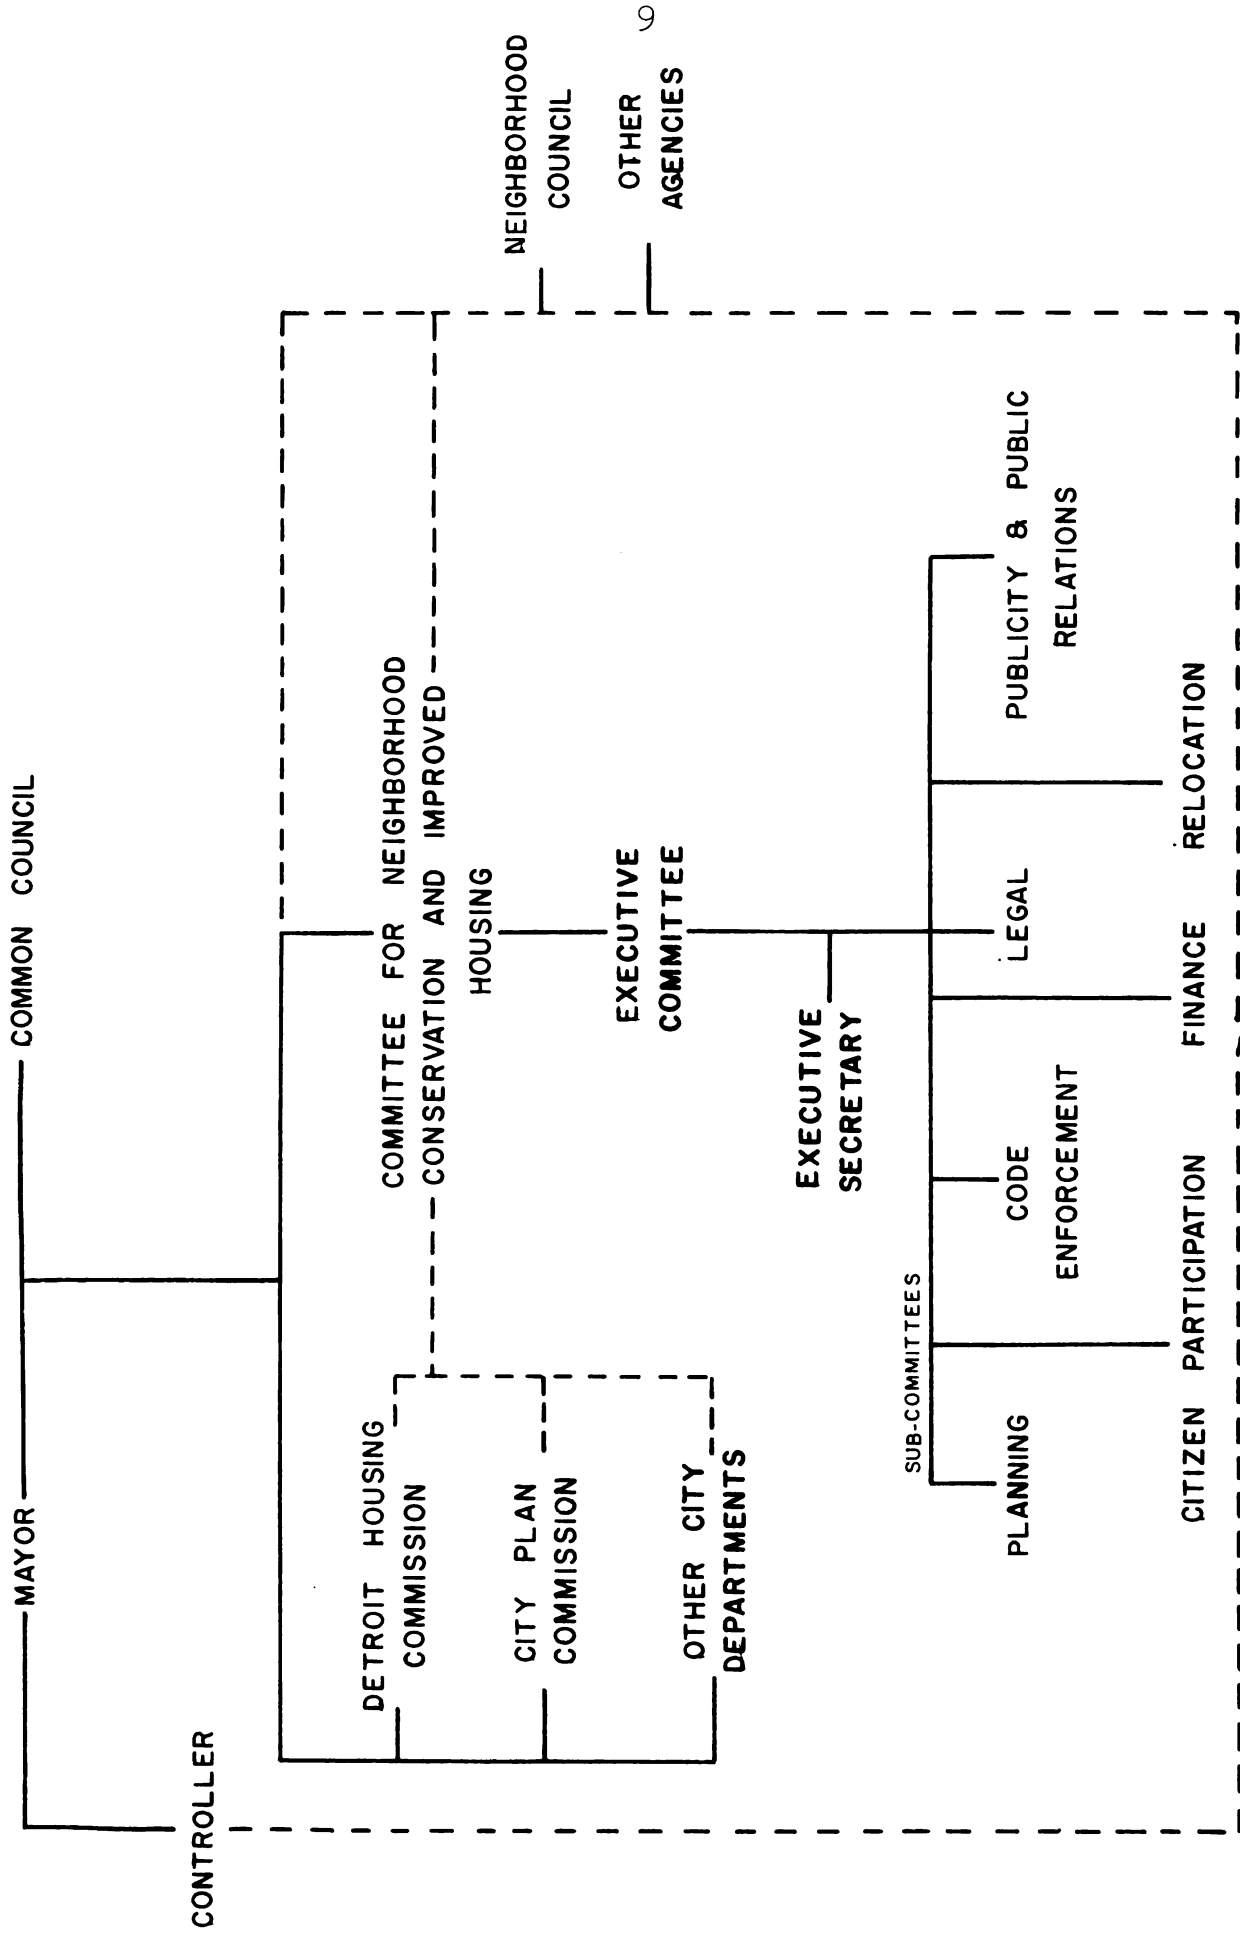 9
MAYOR
COMMON COUNCIL
CONTROLLER
DETROIT HOUSING
COMMISSION
CITY PLAN
COMMISSION
OTHER CITY
DEPARTMENTS
COMMITTEE FOR NEIGHBORHOOD
CONSERVATION AND IMPROVED
HOUSING
NEIGHBORHOOD
COUNCIL
OTHER
AGENCIES
EXECUTIVE
COMMITTEE
EXECUTIVE
SECRETARY
SUB-COMMITTEES
PLANNING
CODE
ENFORCEMENT
LEGAL
PUBLICITY & PUBLIC
RELATIONS
CITIZEN PARTICIPATION
FINANCE
RELOCATION